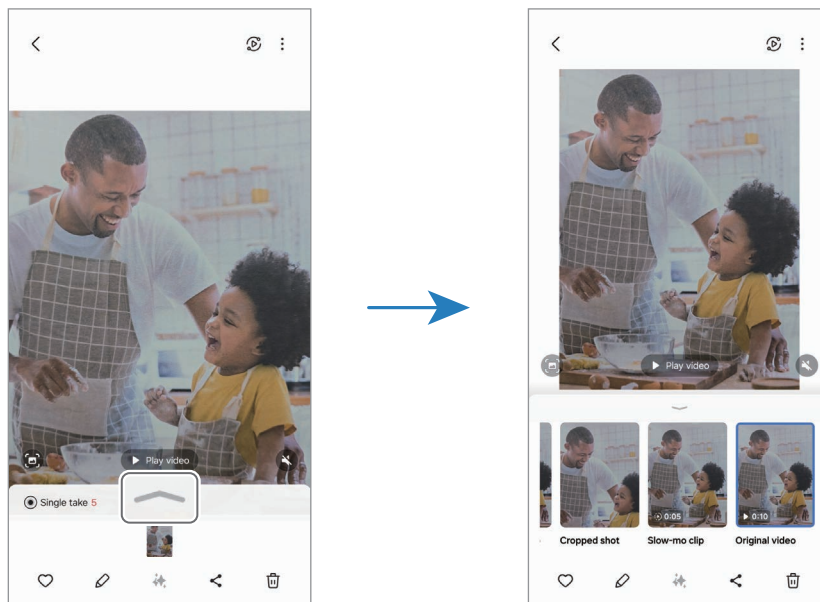 Play video
Single take 5
Play video
0:05
0:10
Cropped shot
Slow-mo clip
Original video